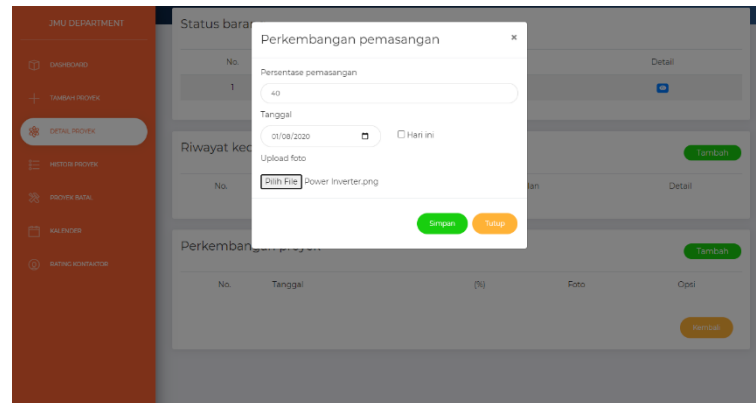 JMU DEPARTMENT
DASHBOARD
TAMBAH PROYEK
DETAIL PROYEK
HISTORI PROYEK
PROYEK BATAL
KALENDER
RATING KONTRAKTOR
Status bara
No. Detail
1
Perkembangan pemasangan ×
Persentase pemasangan
40
Tanggal
01/08/2020 Hari ini
Upload foto
Pilih File Power Inverter.png
Simpan Tutup
Riwayat kec Tambah
No. lan Detail
Perkembangan proyek Tambah
No. Tanggal (%) Foto Opsi
Kembali